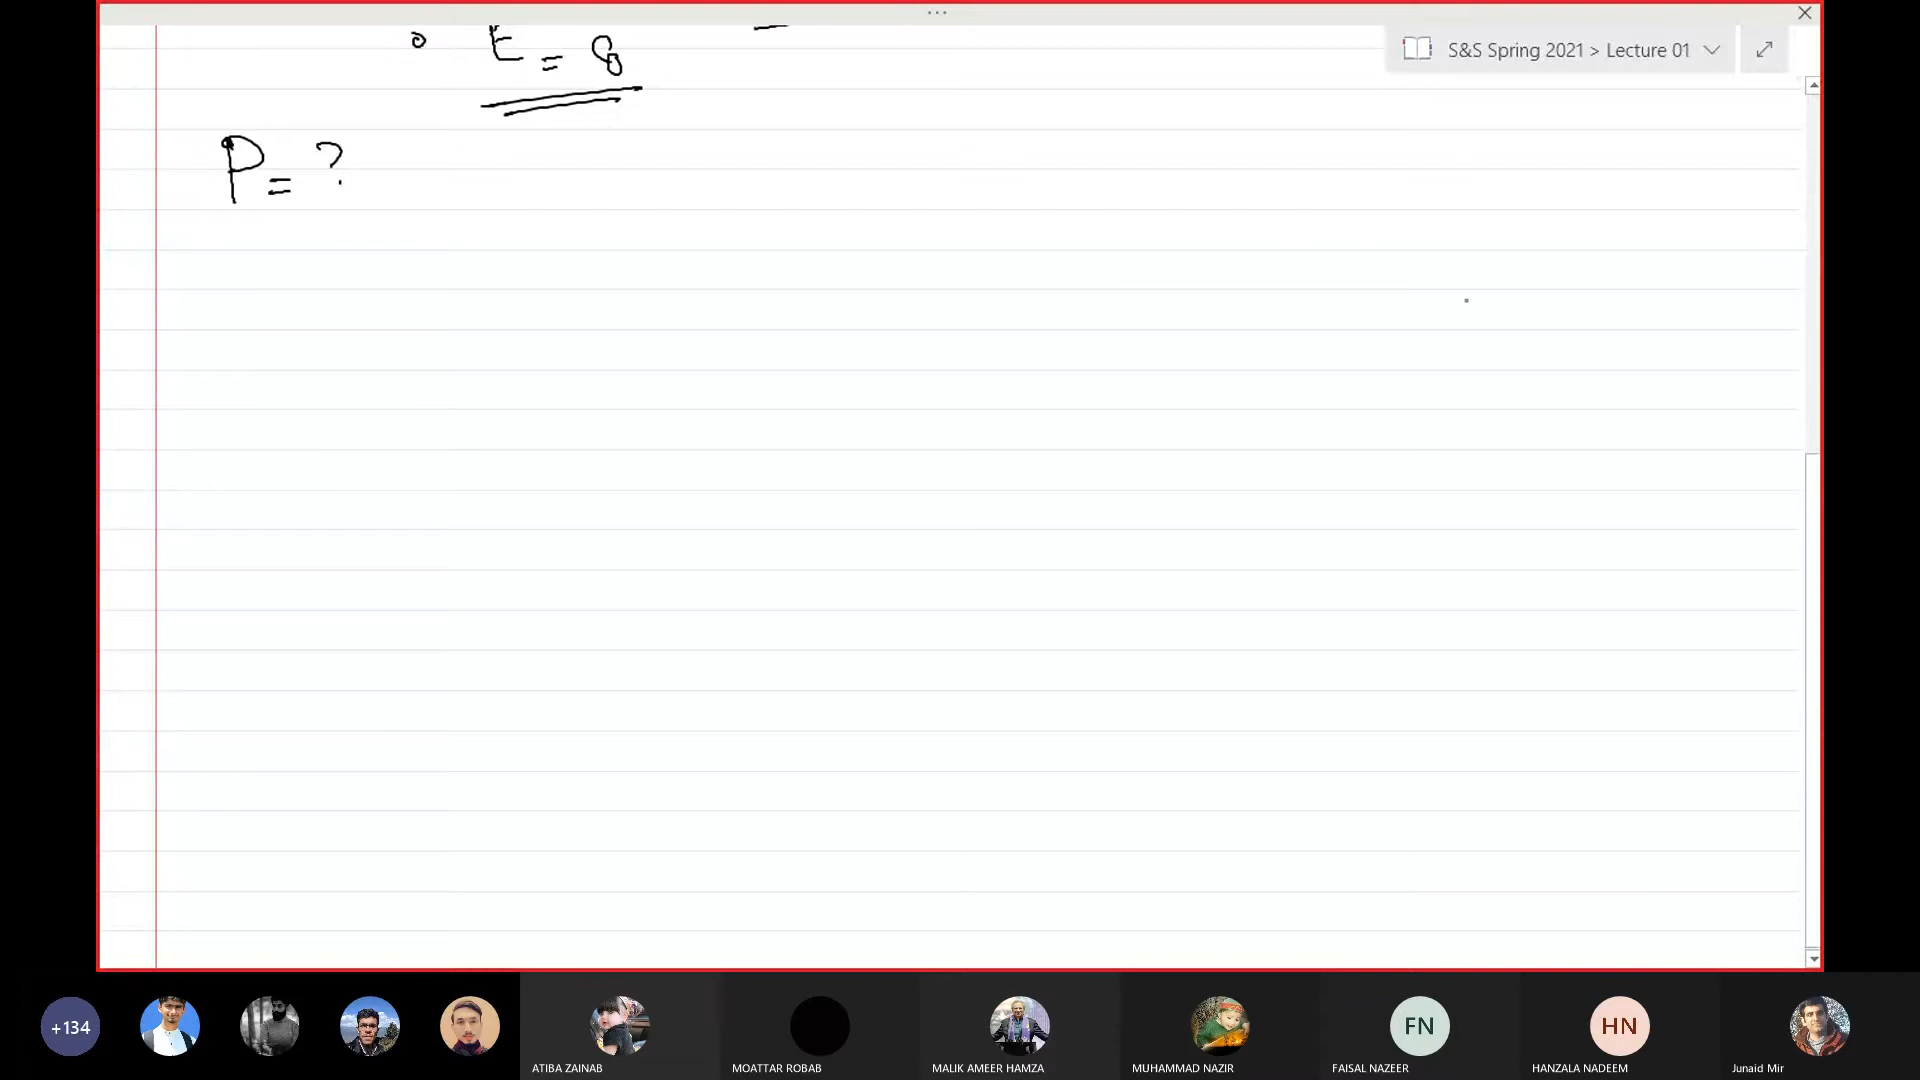 S&S Spring 2021 > Lecture 01
E = 8
P = ?
+134
FN
HN
ATIBA ZAINAB
MOATTAR ROBAB
MALIK AMEER HAMZA
MUHAMMAD NAZIR
FAISAL NAZEER
HANZALA NADEEM
Junaid Mir